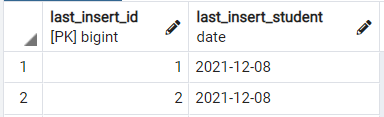 last_insert_id last_insert_student
[PK] bigint date
1 1 2021-12-08
2 2 2021-12-08